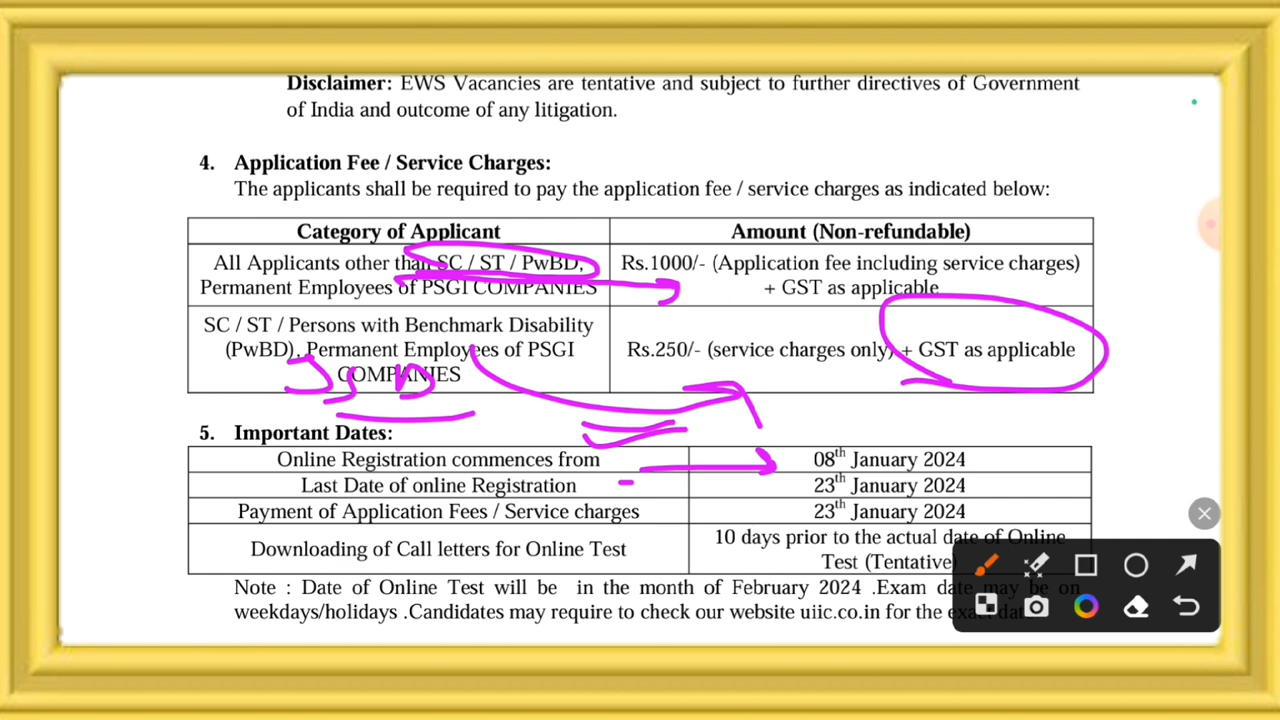 Disclaimer: EWS Vacancies are tentative and subject to further directives of Government
of India and outcome of any litigation.
4. Application Fee / Service Charges:
The applicants shall be required to pay the application fee / service charges as indicated below:
Category of Applicant
Amount (Non-refundable)
All Applicants other than SC / ST / PwBD,
Permanent Employees of PSGI COMPANIES
Rs.1000/- (Application fee including service charges)
+ GST as applicable
SC / ST / Persons with Benchmark Disability
(PwBD), Permanent Employees of PSGI
COMPANIES
Rs.250/- (service charges only) + GST as applicable
5. Important Dates:
Online Registration commences from 08th January 2024
Last Date of online Registration 23th January 2024
Payment of Application Fees / Service charges 23th January 2024
Downloading of Call letters for Online Test
10 days prior to the actual date of Online
Test (Tentative)
Note : Date of Online Test will be in the month of February 2024 .Exam date may be on
weekdays/holidays .Candidates may require to check our website uiic.co.in for the exact date